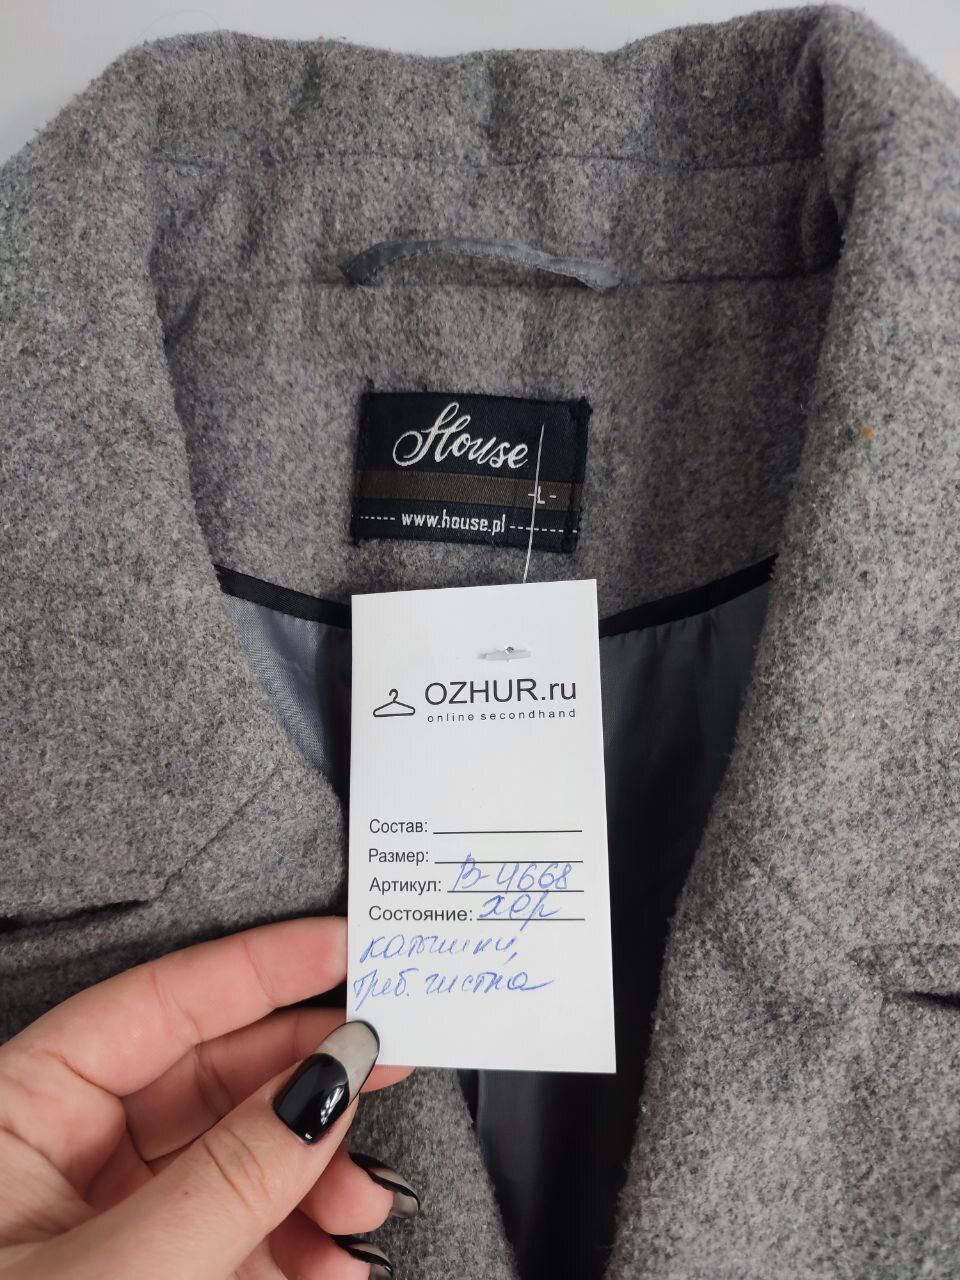 House
-L-
www.house.pl
OZHUR.ru
online secondhand
Состав:
Размер:
Артикул: В-4668
Состояние: хор
катышки,
треб. чистка